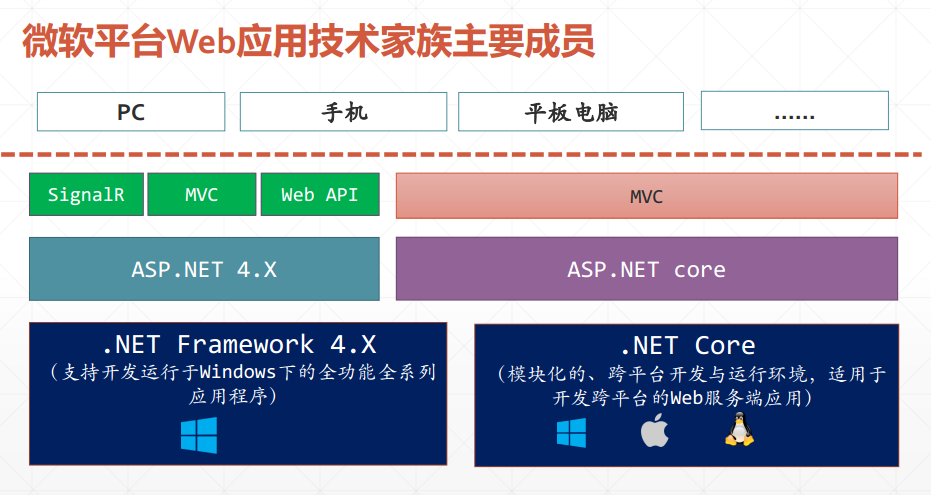 微软平台Web应用技术家族主要成员
PC
手机
平板电脑
……
SignalR
MVC
Web API
MVC
ASP.NET 4.X
ASP.NET core
.NET Framework 4.X
（支持开发运行于Windows下的全功能全系列
应用程序）
.NET Core
（模块化的、跨平台开发与运行环境，适用于
开发跨平台的Web服务端应用）